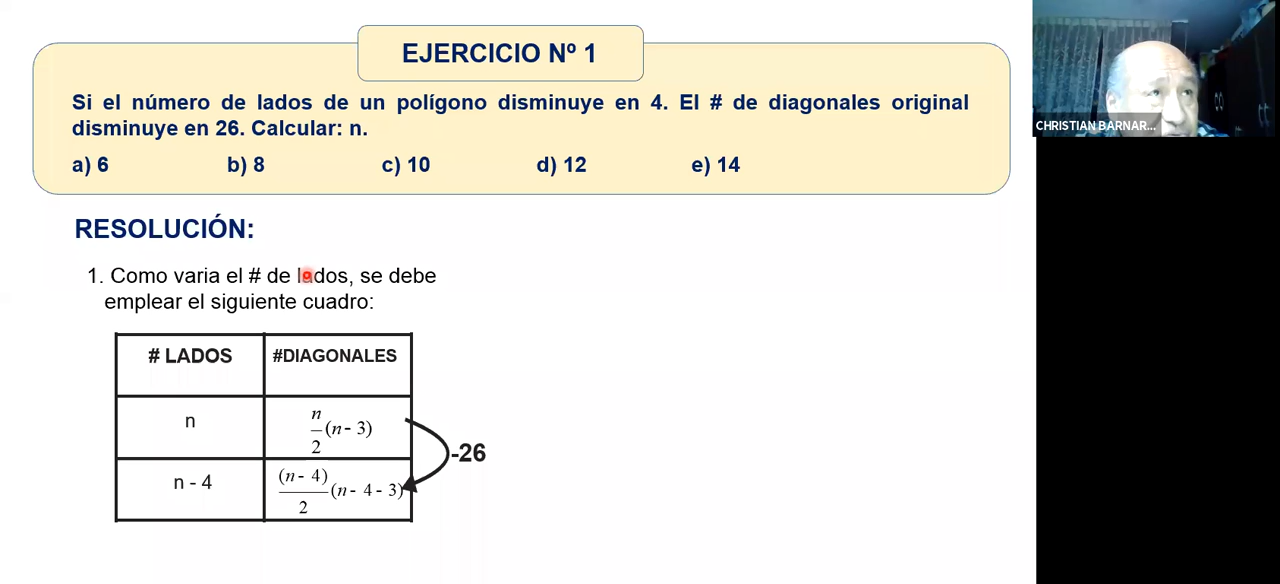 EJERCICIO Nº 1
Si el número de lados de un polígono disminuye en 4. El # de diagonales original
disminuye en 26. Calcular: n.
a) 6 b) 8 c) 10 d) 12 e) 14
CHRISTIAN BARNAR...
RESOLUCIÓN:
1. Como varia el # de lados, se debe
emplear el siguiente cuadro:
# LADOS #DIAGONALES
n n/2 (n - 3)
-26
n - 4 (n - 4)/2 (n - 4 - 3)